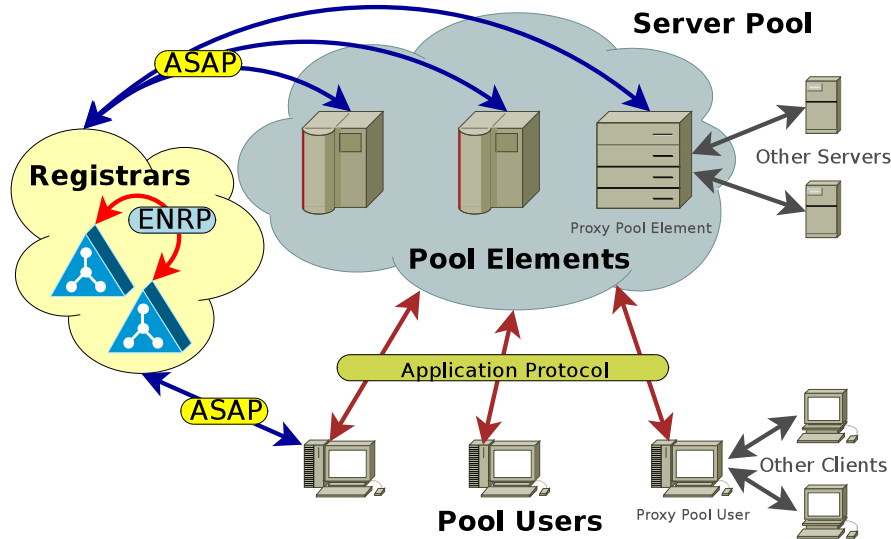 Server Pool
ASAP
Other Servers
Registrars
ENRP
Proxy Pool Element
Pool Elements
Application Protocol
ASAP
Other Clients
Proxy Pool User
Pool Users